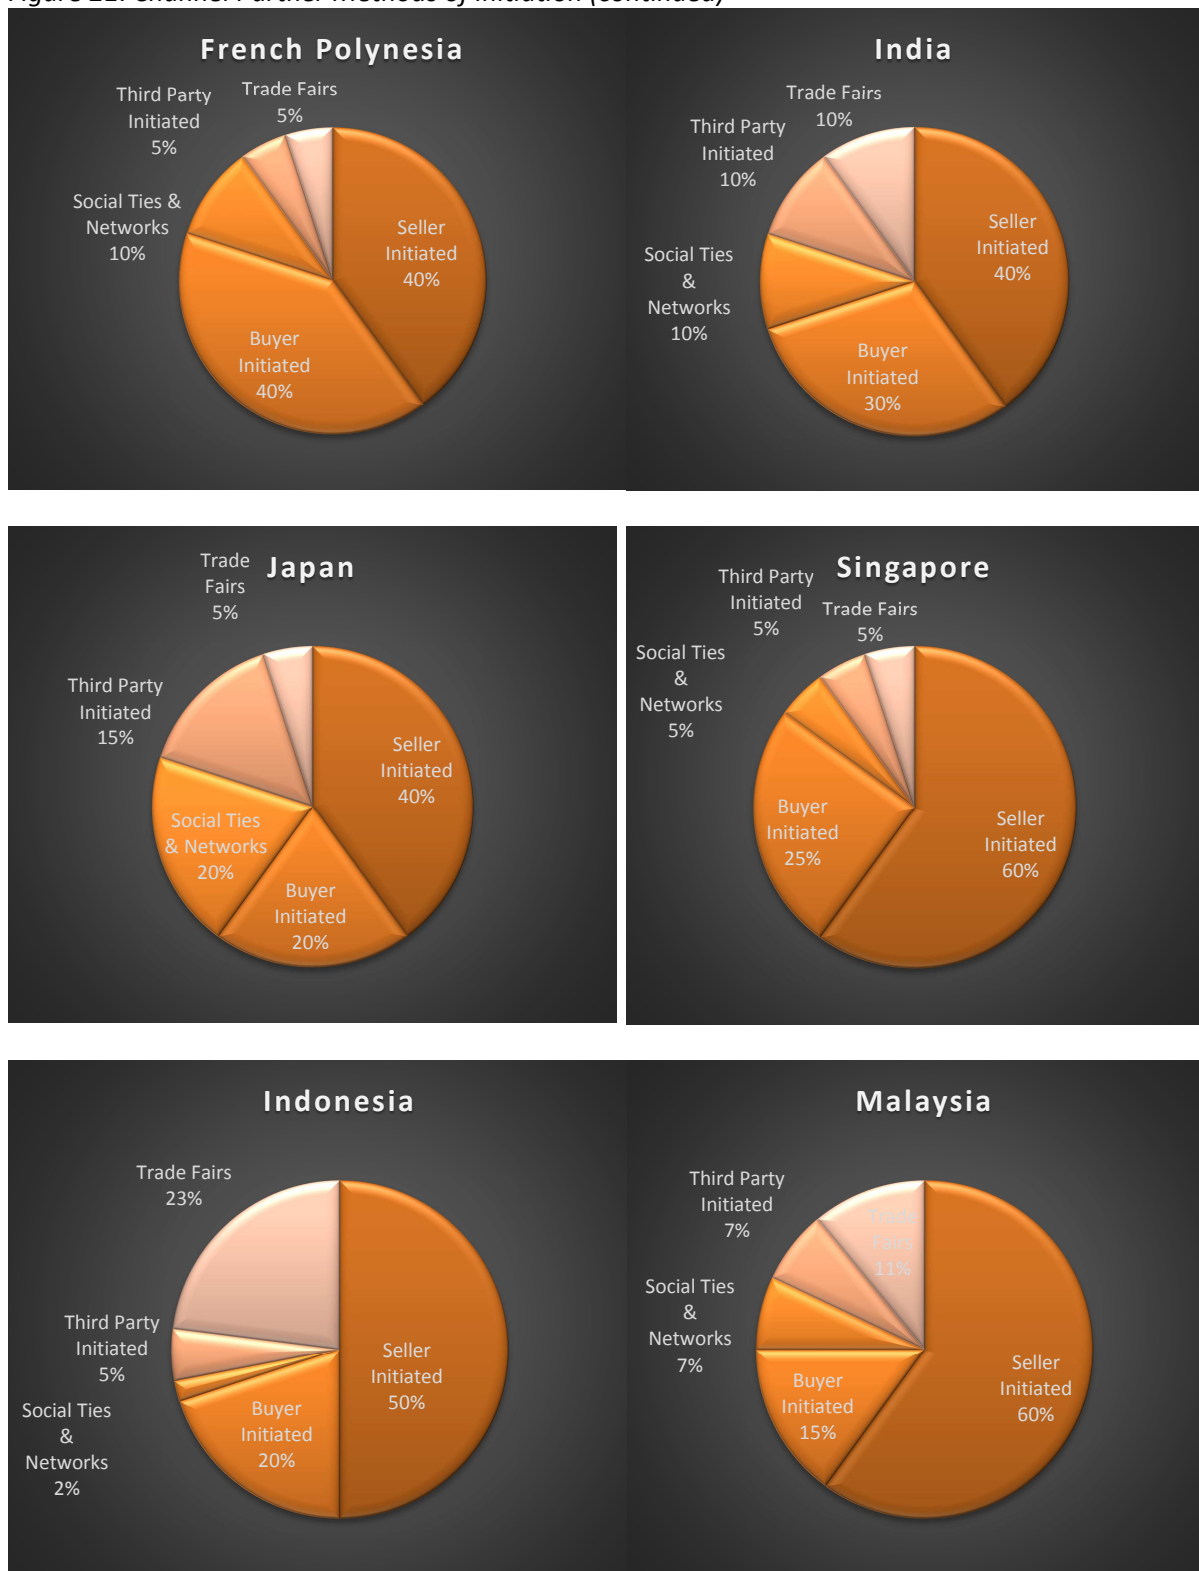 French Polynesia
Trade Fairs
5%
Third Party
Initiated
5%
Social Ties &
Networks
10%
Seller
Initiated
40%
Buyer
Initiated
40%
India
Trade Fairs
10%
Third Party
Initiated
10%
Social Ties
&
Networks
10%
Seller
Initiated
40%
Buyer
Initiated
30%
Japan
Trade
Fairs
5%
Third Party
Initiated
15%
Social Ties
& Networks
20%
Seller
Initiated
40%
Buyer
Initiated
20%
Singapore
Third Party
Initiated
5%
Trade Fairs
5%
Social Ties
&
Networks
5%
Buyer
Initiated
25%
Seller
Initiated
60%
Indonesia
Trade Fairs
23%
Third Party
Initiated
5%
Social Ties
&
Networks
2%
Buyer
Initiated
20%
Seller
Initiated
50%
Malaysia
Third Party
Initiated
7%
Trade
Fairs
11%
Social Ties
&
Networks
7%
Buyer
Initiated
15%
Seller
Initiated
60%